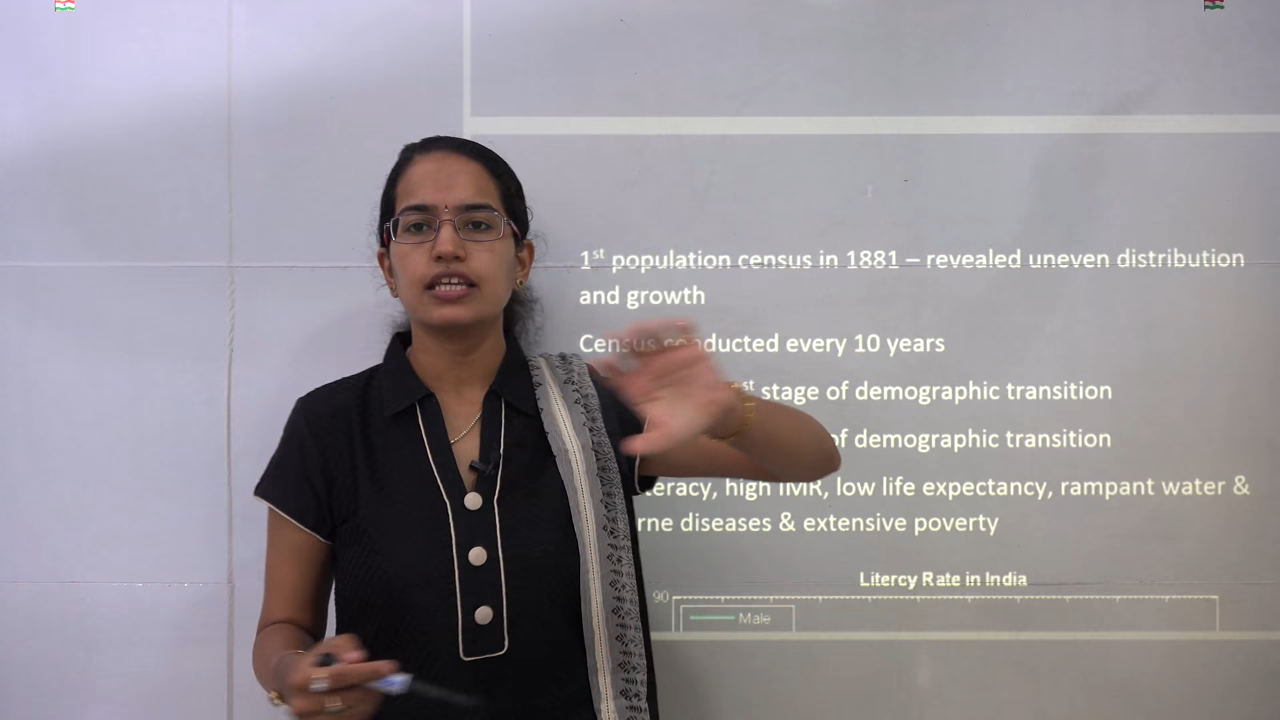 1st population census in 1881 – revealed uneven distribution
and growth
Census conducted every 10 years
st stage of demographic transition
of demographic transition
high IMR, low life expectancy, rampant water &
diseases & extensive poverty
Litercy Rate in India
90
Male